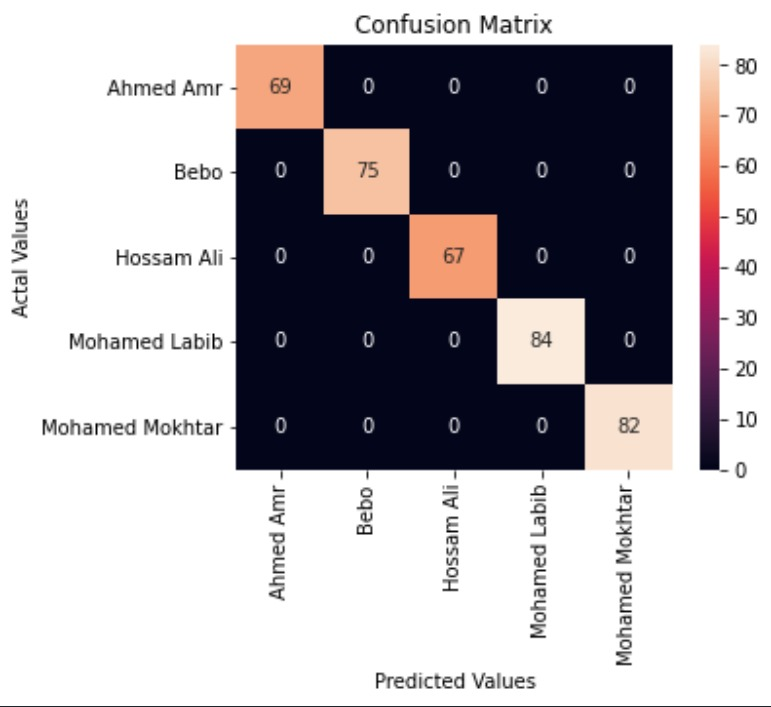 Confusion Matrix
Ahmed Amr 69 0 0 0 0
Bebo 0 75 0 0 0
Hossam Ali 0 0 67 0 0
Mohamed Labib 0 0 0 84 0
Mohamed Mokhtar 0 0 0 0 82
Actal Values
Ahmed Amr
Bebo
Hossam Ali
Mohamed Labib
Mohamed Mokhtar
Predicted Values
80
70
60
50
40
30
20
10
0